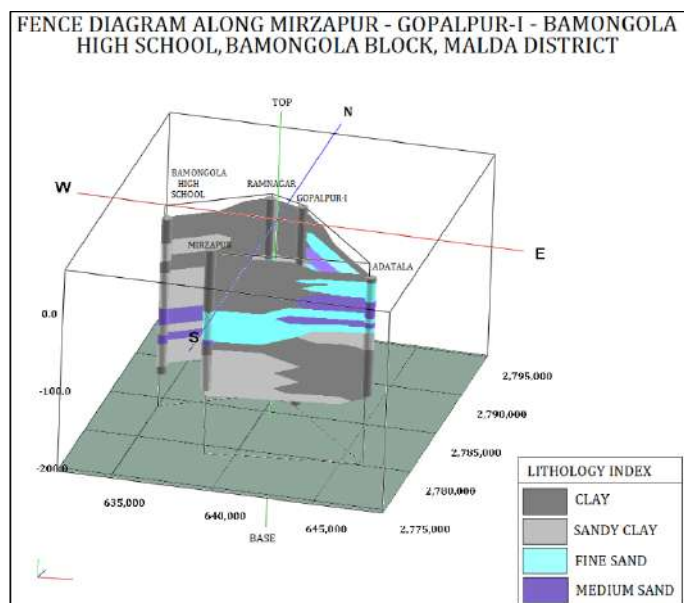 FENCE DIAGRAM ALONG MIRZAPUR - GOPALPUR-I - BAMONGOLA
HIGH SCHOOL, BAMONGOLA BLOCK, MALDA DISTRICT
TOP
N
BAMONGOLA
HIGH
SCHOOL
RAMNAGAR
GOPALPUR-I
W
MIRZAPUR
E
ADATALA
0.0
S
-100.0
-200.0
2,795,000
2,790,000
2,785,000
2,780,000
2,775,000
635,000
640,000
645,000
BASE
LITHOLOGY INDEX
CLAY
SANDY CLAY
FINE SAND
MEDIUM SAND